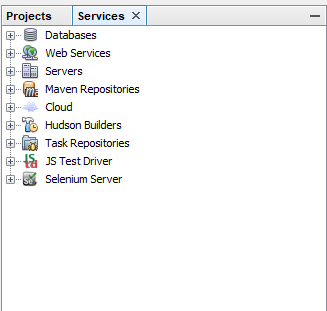 Projects Services
Databases
Web Services
Servers
Maven Repositories
Cloud
Hudson Builders
Task Repositories
JS Test Driver
Selenium Server